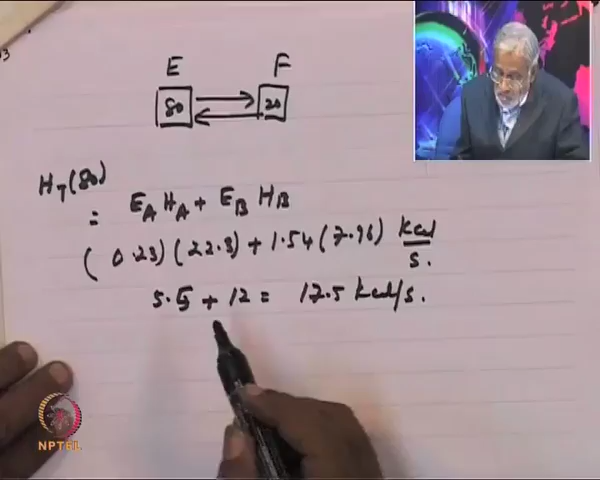 E F
80 20
H_T(80)
= E_A H_A + E_B H_B
(0.23)(22.8) + 1.54(7.96) kcal/s.
5.5 + 12 = 17.5 kcal/s.
NPTEL